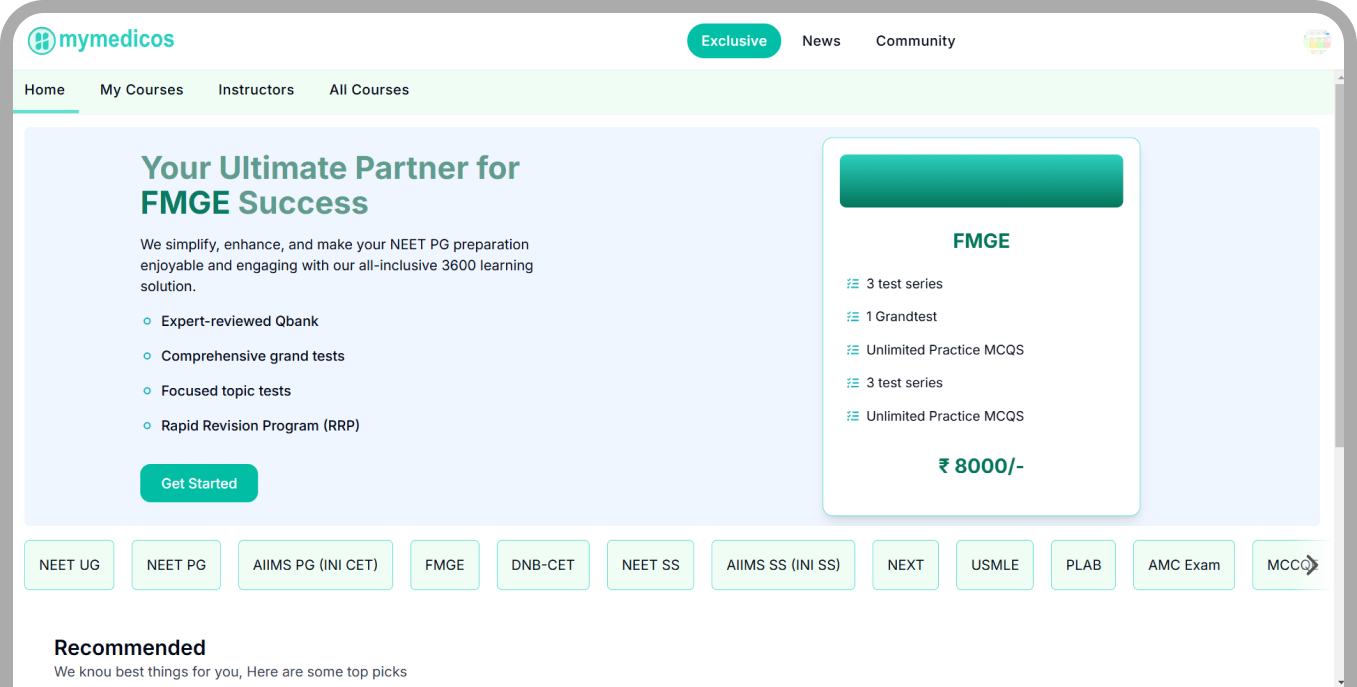 mymedicos
Exclusive
News
Community
Home
My Courses
Instructors
All Courses
Your Ultimate Partner for
FMGE Success
We simplify, enhance, and make your NEET PG preparation
enjoyable and engaging with our all-inclusive 3600 learning
solution.
Expert-reviewed Qbank
Comprehensive grand tests
Focused topic tests
Rapid Revision Program (RRP)
Get Started
FMGE
3 test series
1 Grandtest
Unlimited Practice MCQS
3 test series
Unlimited Practice MCQS
₹ 8000/-
NEET UG
NEET PG
AIIMS PG (INI CET)
FMGE
DNB-CET
NEET SS
AIIMS SS (INI SS)
NEXT
USMLE
PLAB
AMC Exam
Recommended
We knou best things for you, Here are some top picks